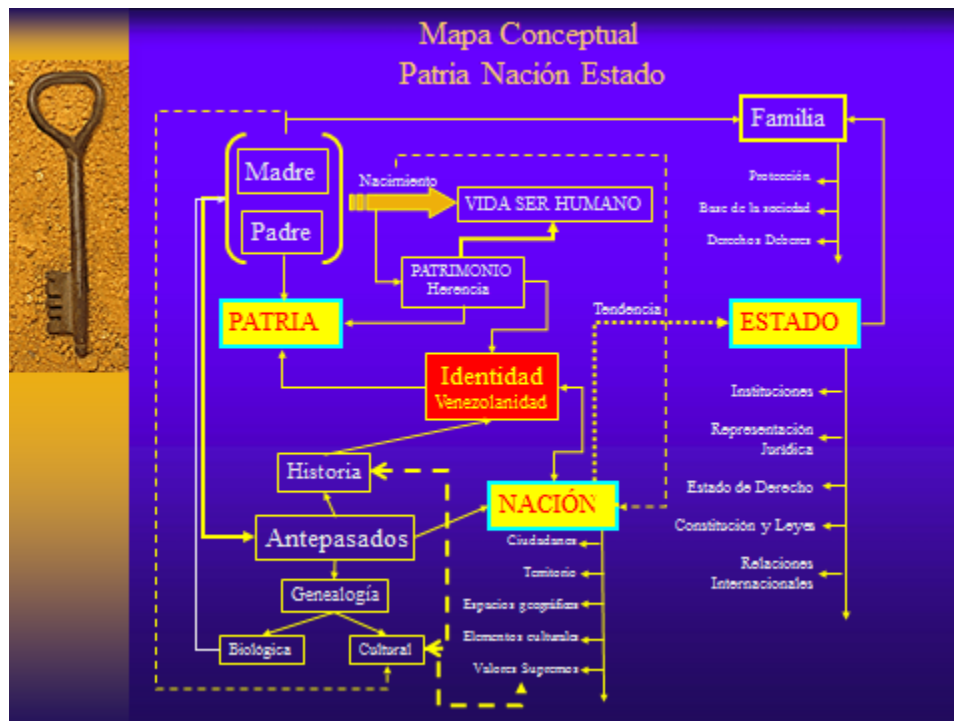 Mapa Conceptual
Patria Nación Estado
Familia
Madre
Nacimiento
Protección
VIDA SER HUMANO
Base de la sociedad
Padre
Derechos Deberes
PATRIMONIO
Herencia
PATRIA
Tendencia
ESTADO
Identidad
Venezolanidad
Instituciones
Representación
Jurídica
Historia
Estado de Derecho
NACIÓN
Constitución y Leyes
Antepasados
Ciudadanos
Relaciones
Internacionales
Territorio
Genealogía
Espacios geográficos
Elementos culturales
Biológica
Cultural
Valores Supremos